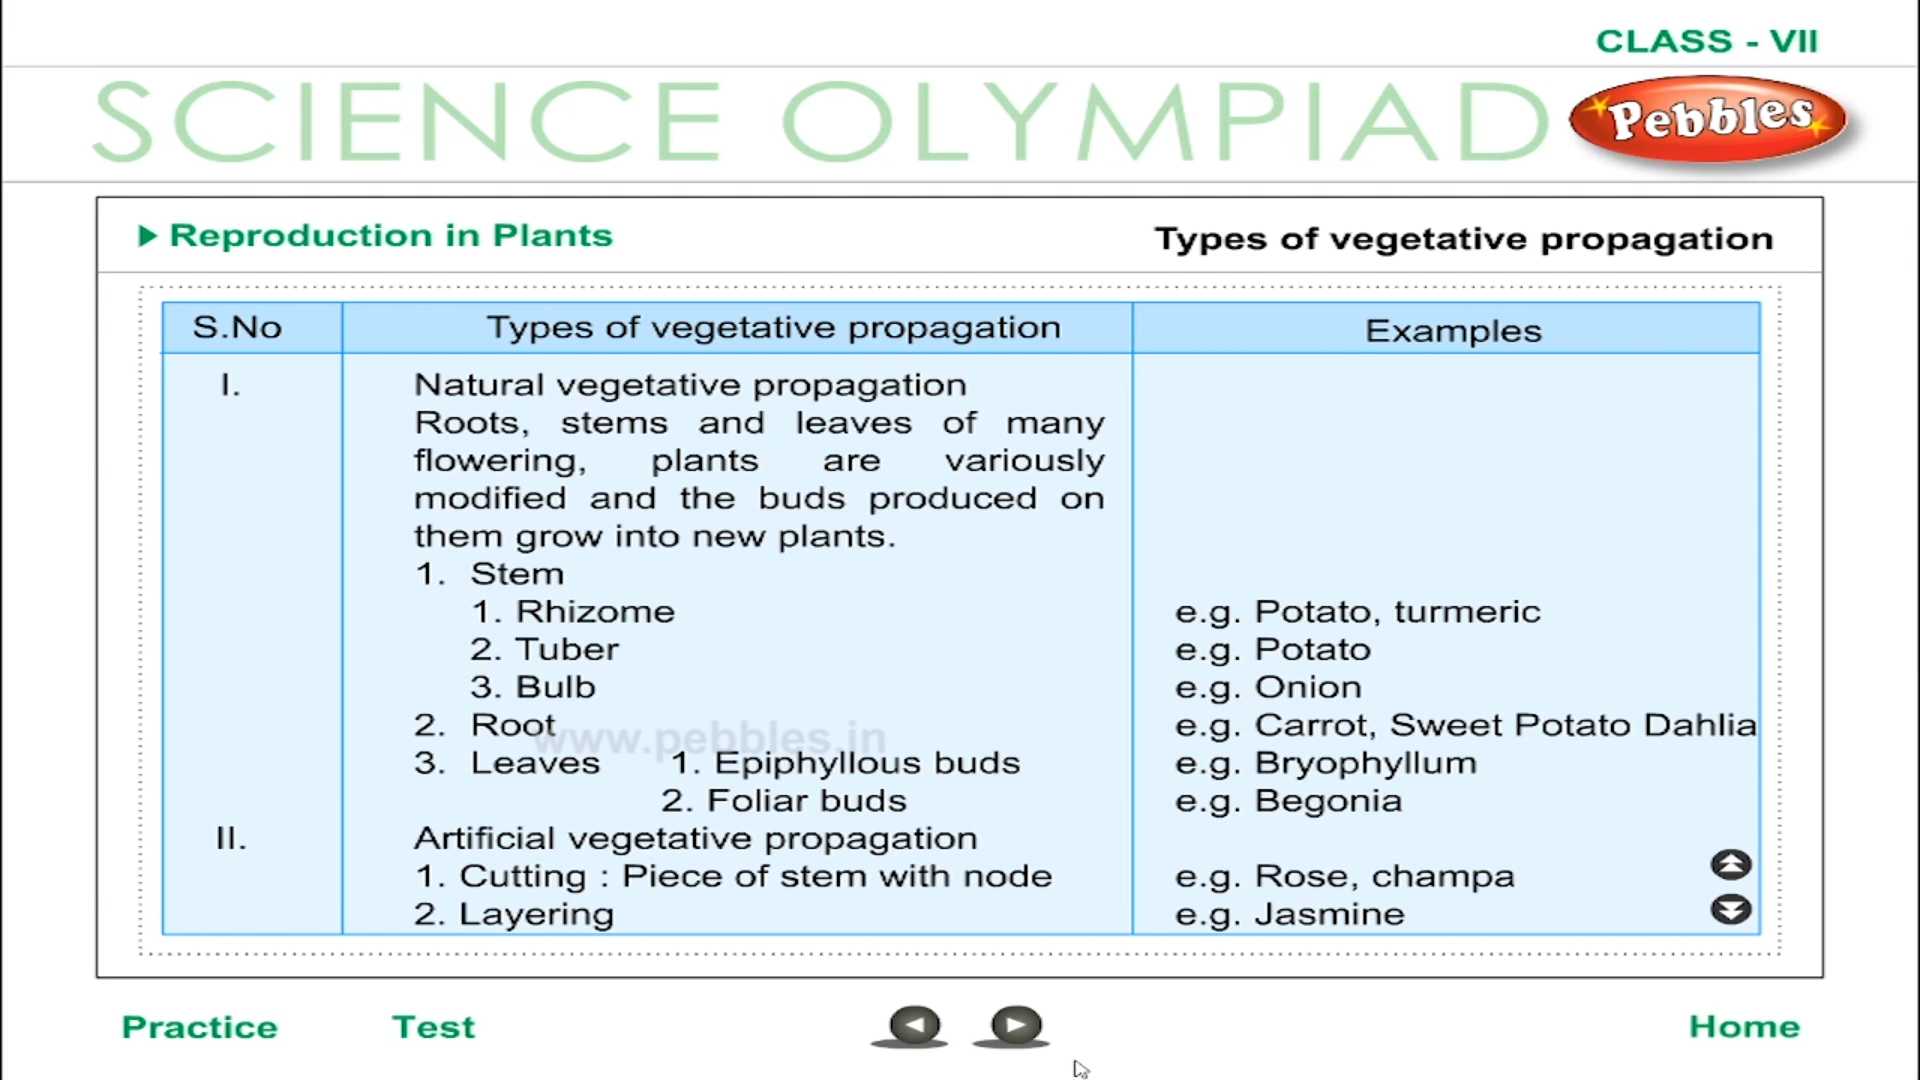 CLASS - VII
SCIENCE OLYMPIAD
Pebbles
Reproduction in Plants
Types of vegetative propagation
S.No Types of vegetative propagation Examples
I. Natural vegetative propagation
Roots, stems and leaves of many
flowering, plants are variously
modified and the buds produced on
them grow into new plants.
1. Stem
1. Rhizome e.g. Potato, turmeric
2. Tuber e.g. Potato
3. Bulb e.g. Onion
2. Root e.g. Carrot, Sweet Potato Dahlia
www.pebbles.in
3. Leaves 1. Epiphyllous buds e.g. Bryophyllum
2. Foliar buds e.g. Begonia
II. Artificial vegetative propagation
1. Cutting : Piece of stem with node e.g. Rose, champa
2. Layering e.g. Jasmine
Practice Test Home